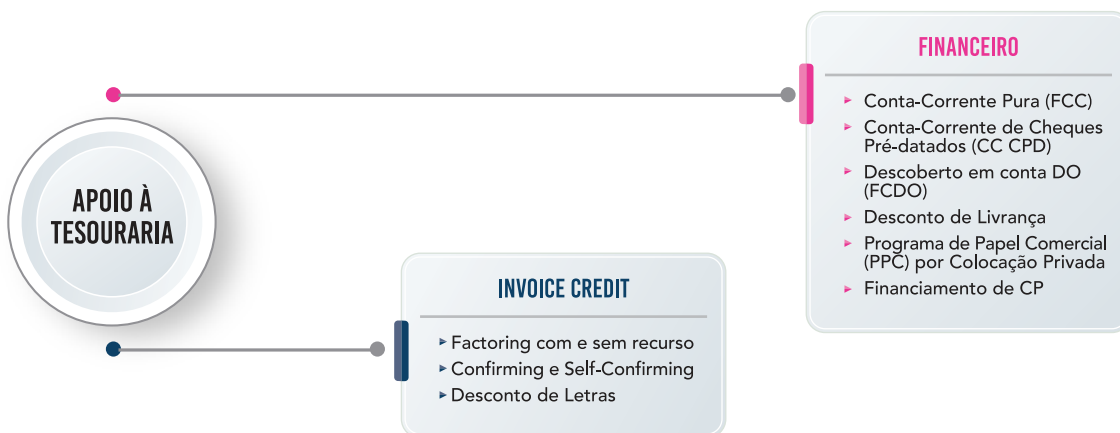 APOIO À
TESOURARIA
FINANCEIRO
Conta-Corrente Pura (FCC)
Conta-Corrente de Cheques
Pré-datados (CC CPD)
Descoberto em conta DO
(FCDO)
Desconto de Livrança
Programa de Papel Comercial
(PPC) por Colocação Privada
Financiamento de CP
INVOICE CREDIT
Factoring com e sem recurso
Confirming e Self-Confirming
Desconto de Letras